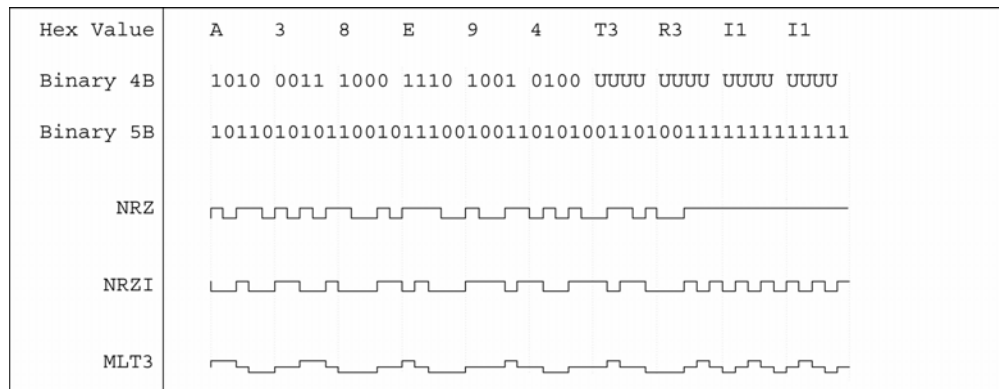 Hex Value A 3 8 E 9 4 T3 R3 I1 I1
Binary 4B 1010 0011 1000 1110 1001 0100 UUUU UUUU UUUU UUUU
Binary 5B 10110101011001011100100110101001101001111111111111
NRZ
NRZI
MLT3